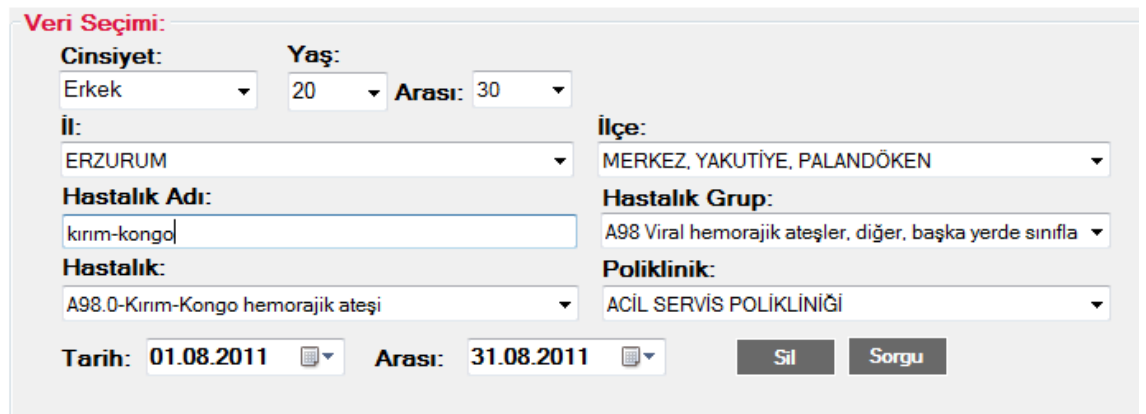 Veri Seçimi:
Cinsiyet: Yaş:
Erkek 20 Arası: 30
İl: İlçe:
ERZURUM MERKEZ, YAKUTİYE, PALANDÖKEN
Hastalık Adı: Hastalık Grup:
kırım-kongo A98 Viral hemorajik ateşler, diğer, başka yerde sınıfla
Hastalık: Poliklinik:
A98.0-Kırım-Kongo hemorajik ateşi ACİL SERVİS POLİKLİNİĞİ
Tarih: 01.08.2011 Arası: 31.08.2011 Sil Sorgu